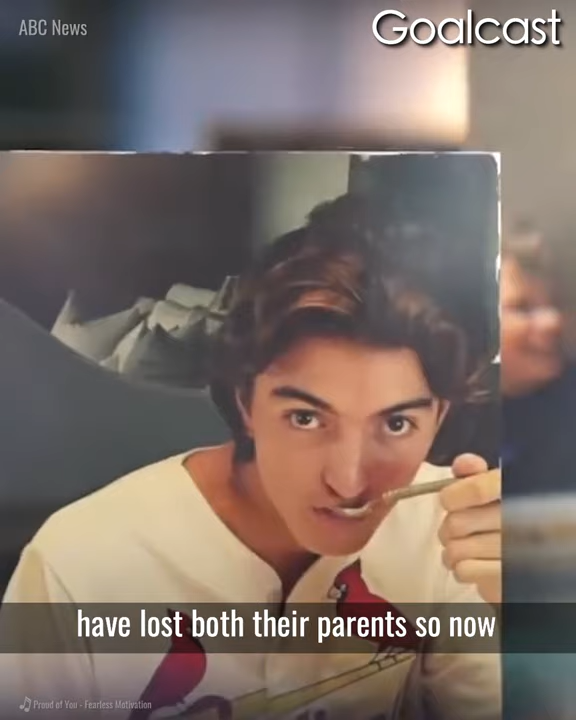 ABC News
Goalcast
have lost both their parents so now
Proud of You - Fearless Motivation